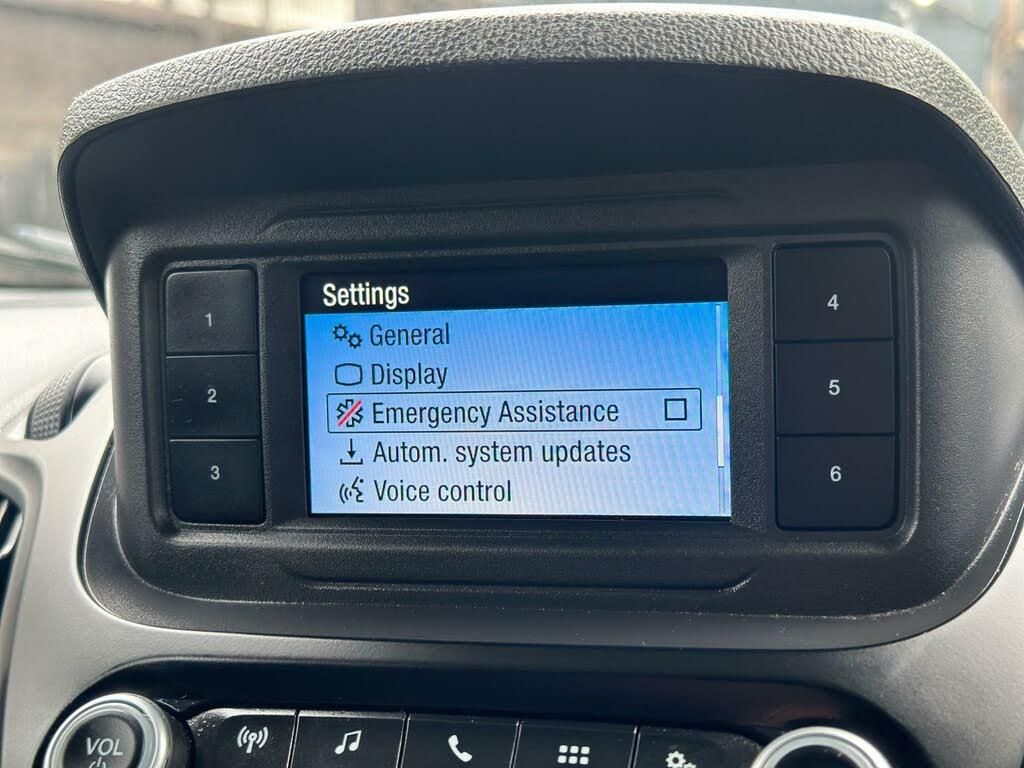 Settings
General
Display
Emergency Assistance
Autom. system updates
Voice control
1
2
3
4
5
6
VOL